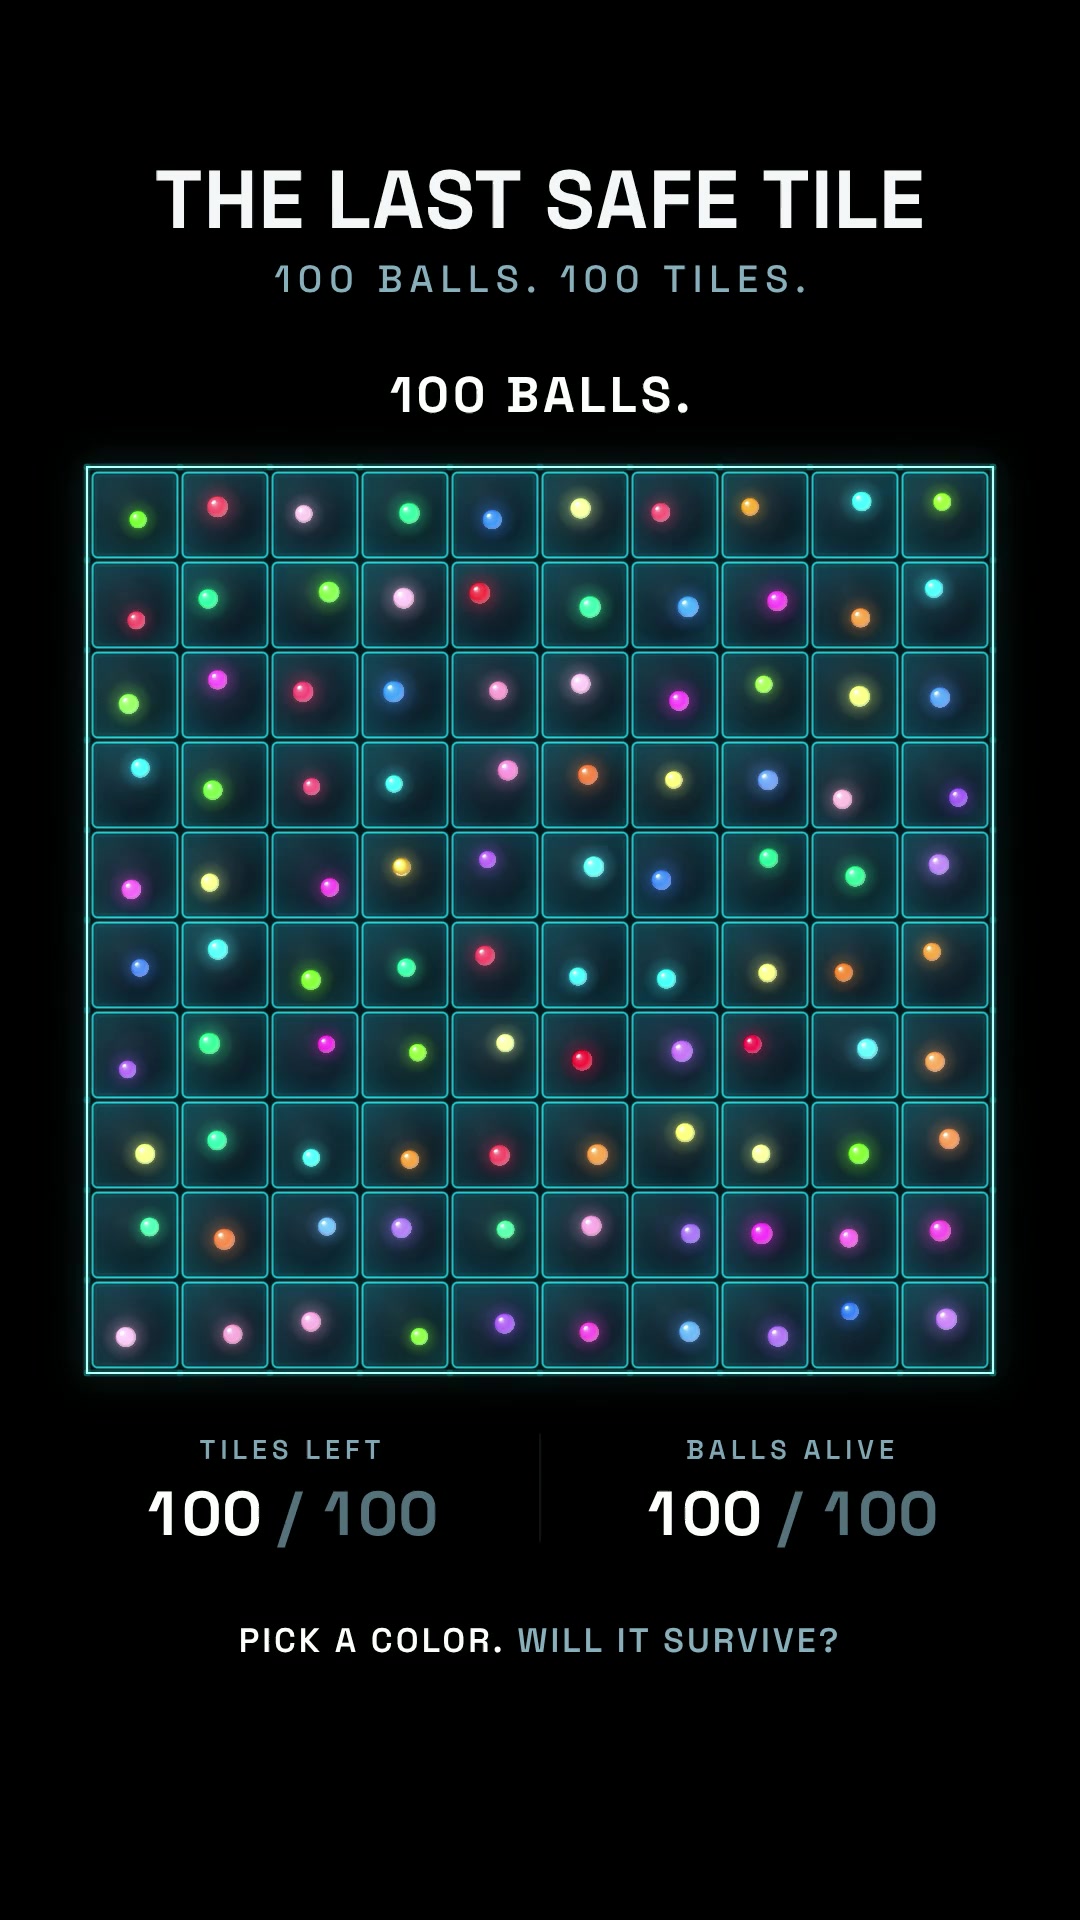 THE LAST SAFE TILE
100 BALLS. 100 TILES.
100 BALLS.
TILES LEFT
100 / 100
BALLS ALIVE
100 / 100
PICK A COLOR. WILL IT SURVIVE?